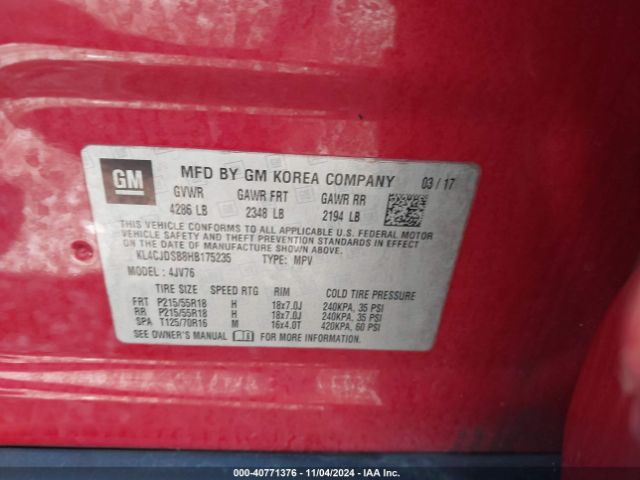 GM
MFD BY GM KOREA COMPANY 03/17
GVWR GAWR FRT GAWR RR
4286 LB 2348 LB 2194 LB
THIS VEHICLE CONFORMS TO ALL APPLICABLE U.S. FEDERAL MOTOR
VEHICLE SAFETY AND THEFT PREVENTION STANDARDS IN EFFECT
ON THE DATE OF MANUFACTURE SHOWN ABOVE.
KL4CJDSB8HB175235 TYPE: MPV
MODEL: 4JV76
TIRE SIZE SPEED RTG RIM COLD TIRE PRESSURE
FRT P215/55R18 H 18x7.0J 240KPA, 35 PSI
RR P215/55R18 H 18x7.0J 240KPA, 35 PSI
SPA T125/70R16 M 16x4.0T 420KPA, 60 PSI
SEE OWNER'S MANUAL FOR MORE INFORMATION.
000-40771376 - 11/04/2024 - IAA Inc.